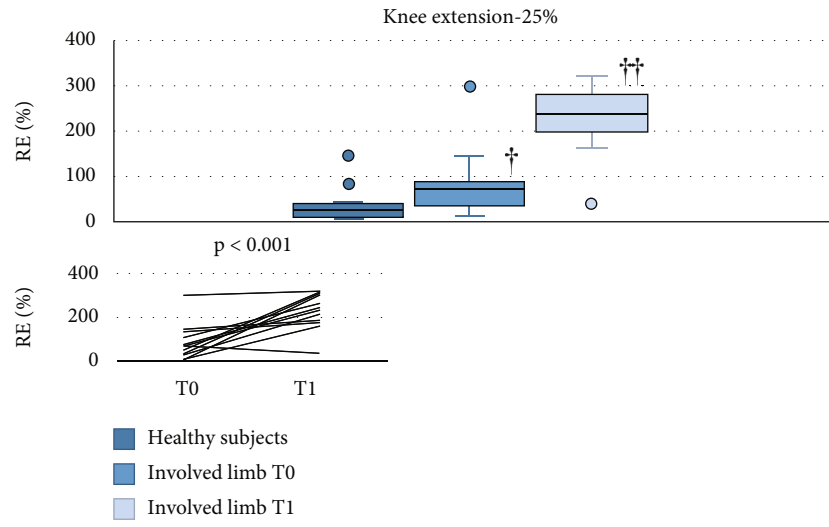 Knee extension-25%
400
300
200
100
0
RE (%)
††
†
p < 0.001
400
200
0
RE (%)
T0 T1
Healthy subjects
Involved limb T0
Involved limb T1